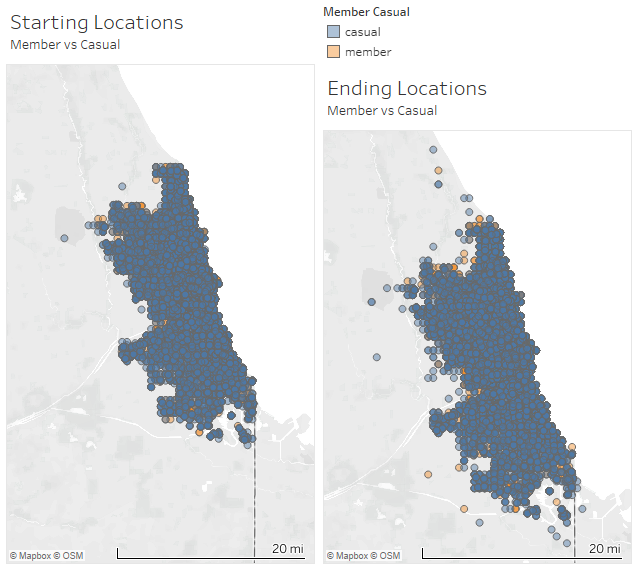 Starting Locations
Member vs Casual
© Mapbox © OSM
20 mi
Member Casual
casual
member
Ending Locations
Member vs Casual
© Mapbox © OSM
20 mi